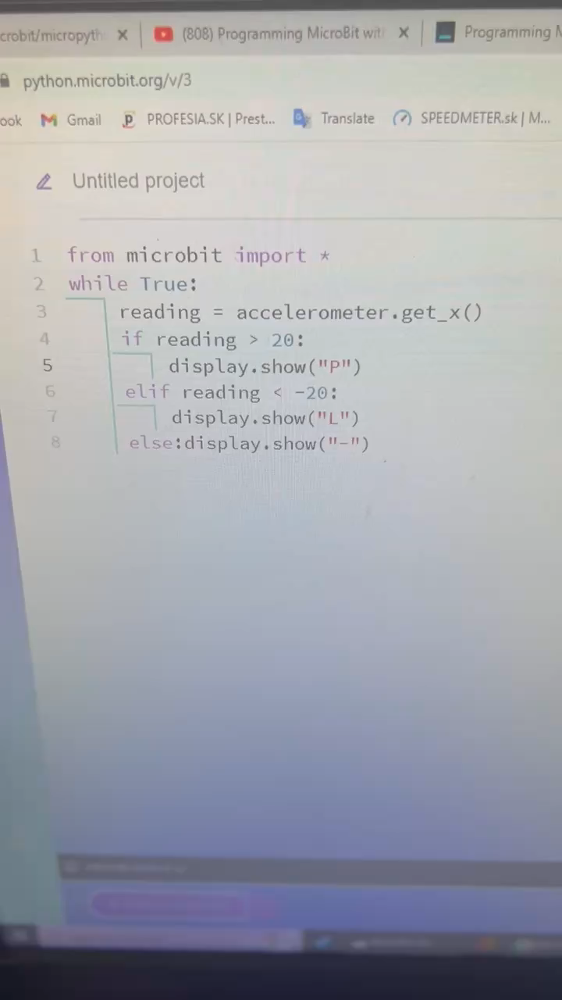 crobit/micropyth
(808) Programming MicroBit wit
Programming M
python.microbit.org/v/3
ook Gmail PROFESIA.SK | Prest... Translate SPEEDMETER.sk | M...
Untitled project
1 from microbit import *
2 while True:
3 reading = accelerometer.get_x()
4 if reading > 20:
5 display.show("P")
6 elif reading < -20:
7 display.show("L")
8 else:display.show("-")